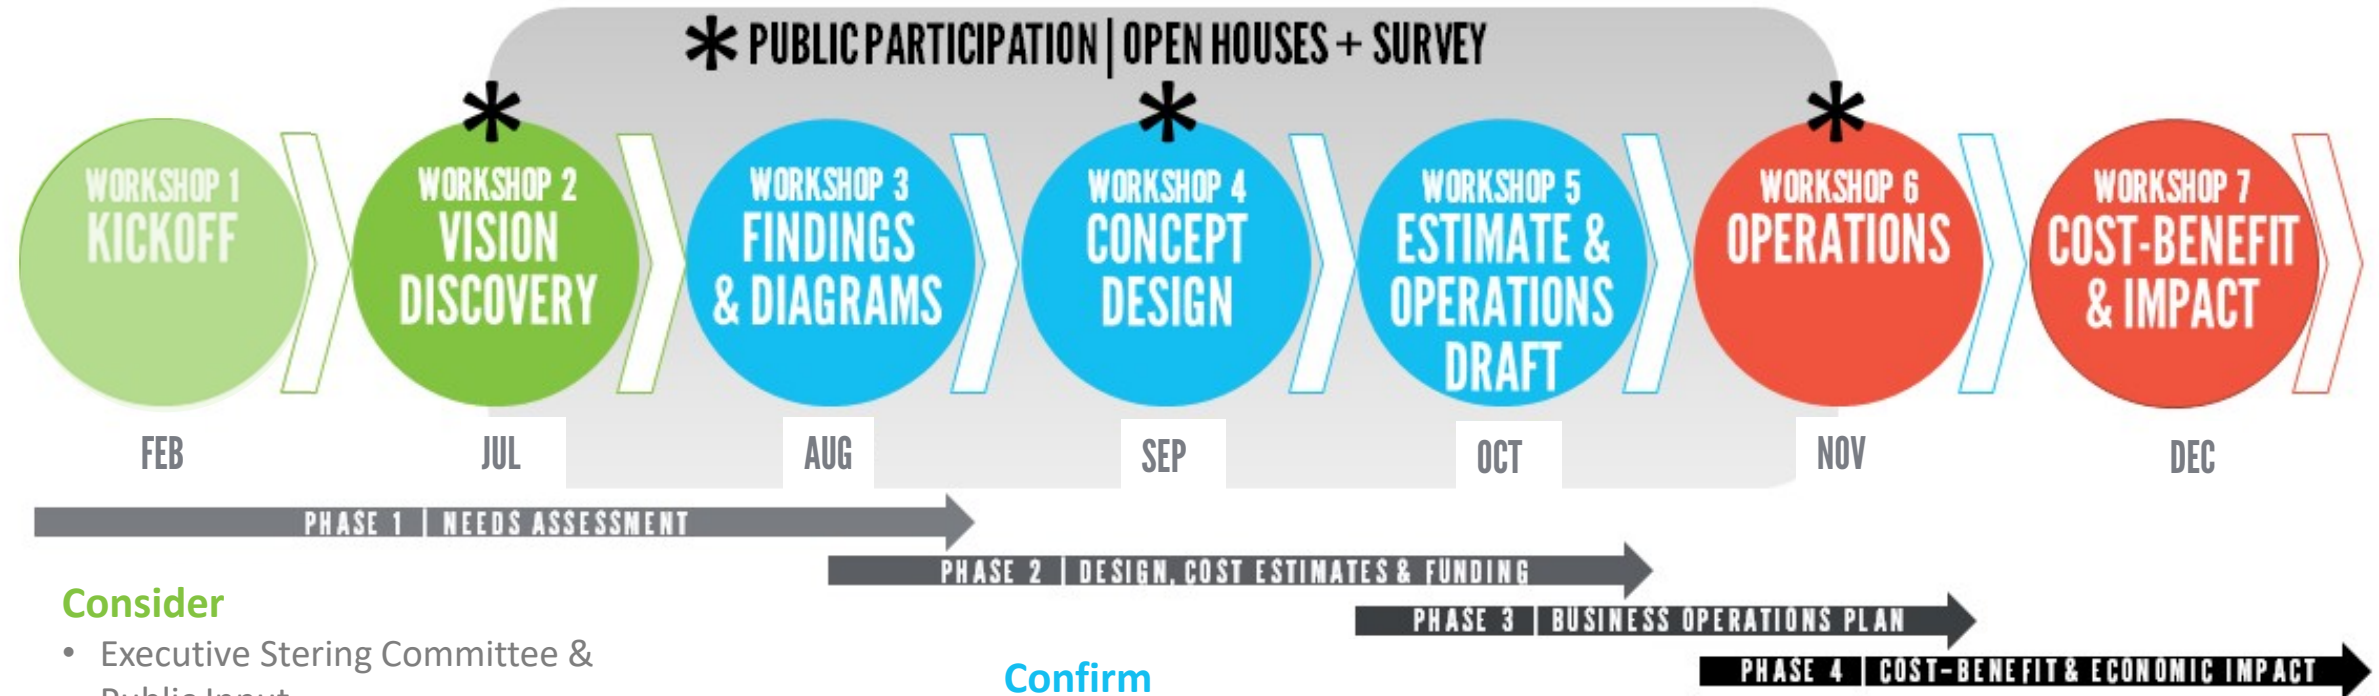 * PUBLIC PARTICIPATION | OPEN HOUSES + SURVEY
* * *
WORKSHOP 1
KICKOFF
WORKSHOP 2
VISION
DISCOVERY
WORKSHOP 3
FINDINGS
& DIAGRAMS
WORKSHOP 4
CONCEPT
DESIGN
WORKSHOP 5
ESTIMATE &
OPERATIONS
DRAFT
WORKSHOP 6
OPERATIONS
WORKSHOP 7
COST-BENEFIT
& IMPACT
FEB JUL AUG SEP OCT NOV DEC
PHASE 1 | NEEDS ASSESSMENT
PHASE 2 | DESIGN, COST ESTIMATES & FUNDING
PHASE 3 | BUSINESS OPERATIONS PLAN
PHASE 4 | COST-BENEFIT & ECONOMIC IMPACT
Consider
• Executive Stering Committee &
Public Input
Confirm